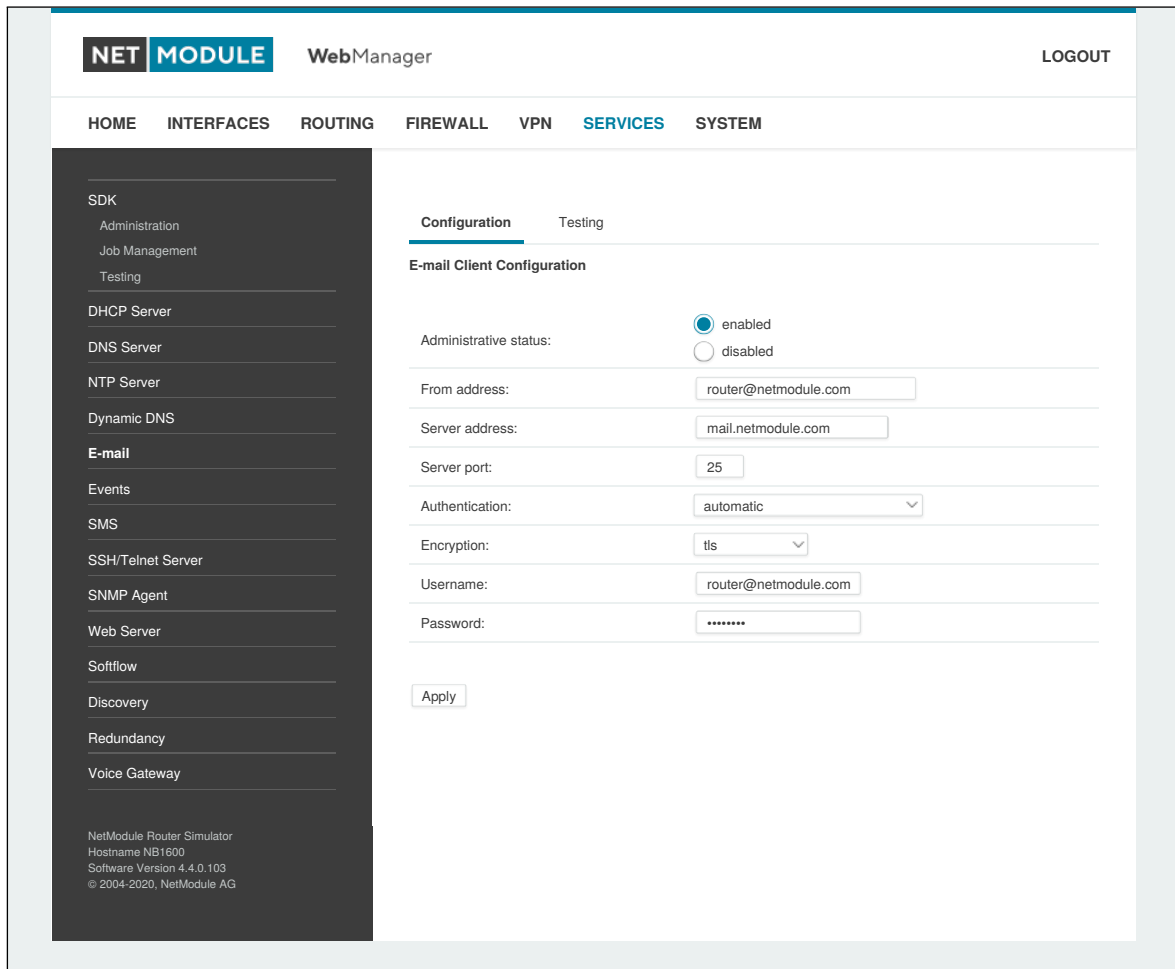 NET MODULE WebManager LOGOUT
HOME INTERFACES ROUTING FIREWALL VPN SERVICES SYSTEM
SDK
Administration
Job Management
Testing
DHCP Server
DNS Server
NTP Server
Dynamic DNS
E-mail
Events
SMS
SSH/Telnet Server
SNMP Agent
Web Server
Softflow
Discovery
Redundancy
Voice Gateway
NetModule Router Simulator
Hostname NB1600
Software Version 4.4.0.103
© 2004-2020, NetModule AG
Configuration Testing
E-mail Client Configuration
Administrative status: enabled
disabled
From address: router@netmodule.com
Server address: mail.netmodule.com
Server port: 25
Authentication: automatic
Encryption: tls
Username: router@netmodule.com
Password: ••••••••
Apply